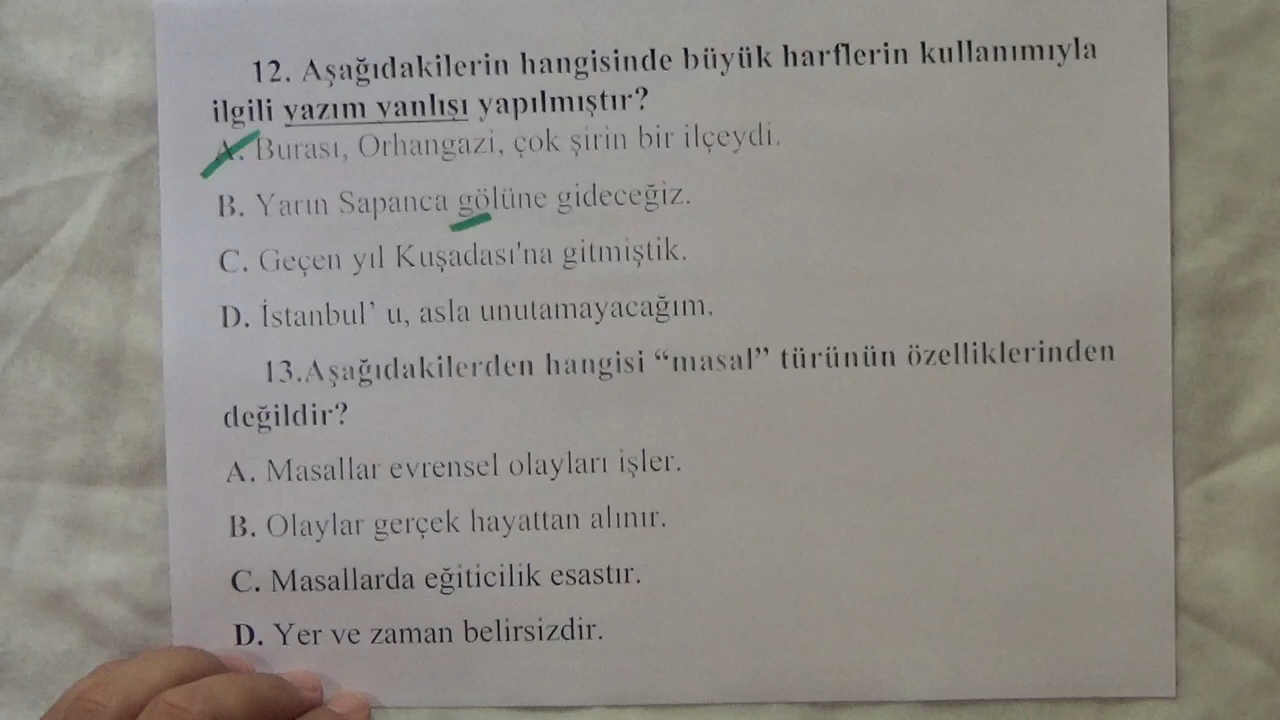 12. Aşağıdakilerin hangisinde büyük harflerin kullanımıyla
ilgili yazım yanlışı yapılmıştır?
A. Burası, Orhangazi, çok şirin bir ilçeydi.
B. Yarın Sapanca gölüne gideceğiz.
C. Geçen yıl Kuşadası'na gitmiştik.
D. İstanbul’ u, asla unutamayacağım.
13.Aşağıdakilerden hangisi “masal” türünün özelliklerinden
değildir?
A. Masallar evrensel olayları işler.
B. Olaylar gerçek hayattan alınır.
C. Masallarda eğiticilik esastır.
D. Yer ve zaman belirsizdir.